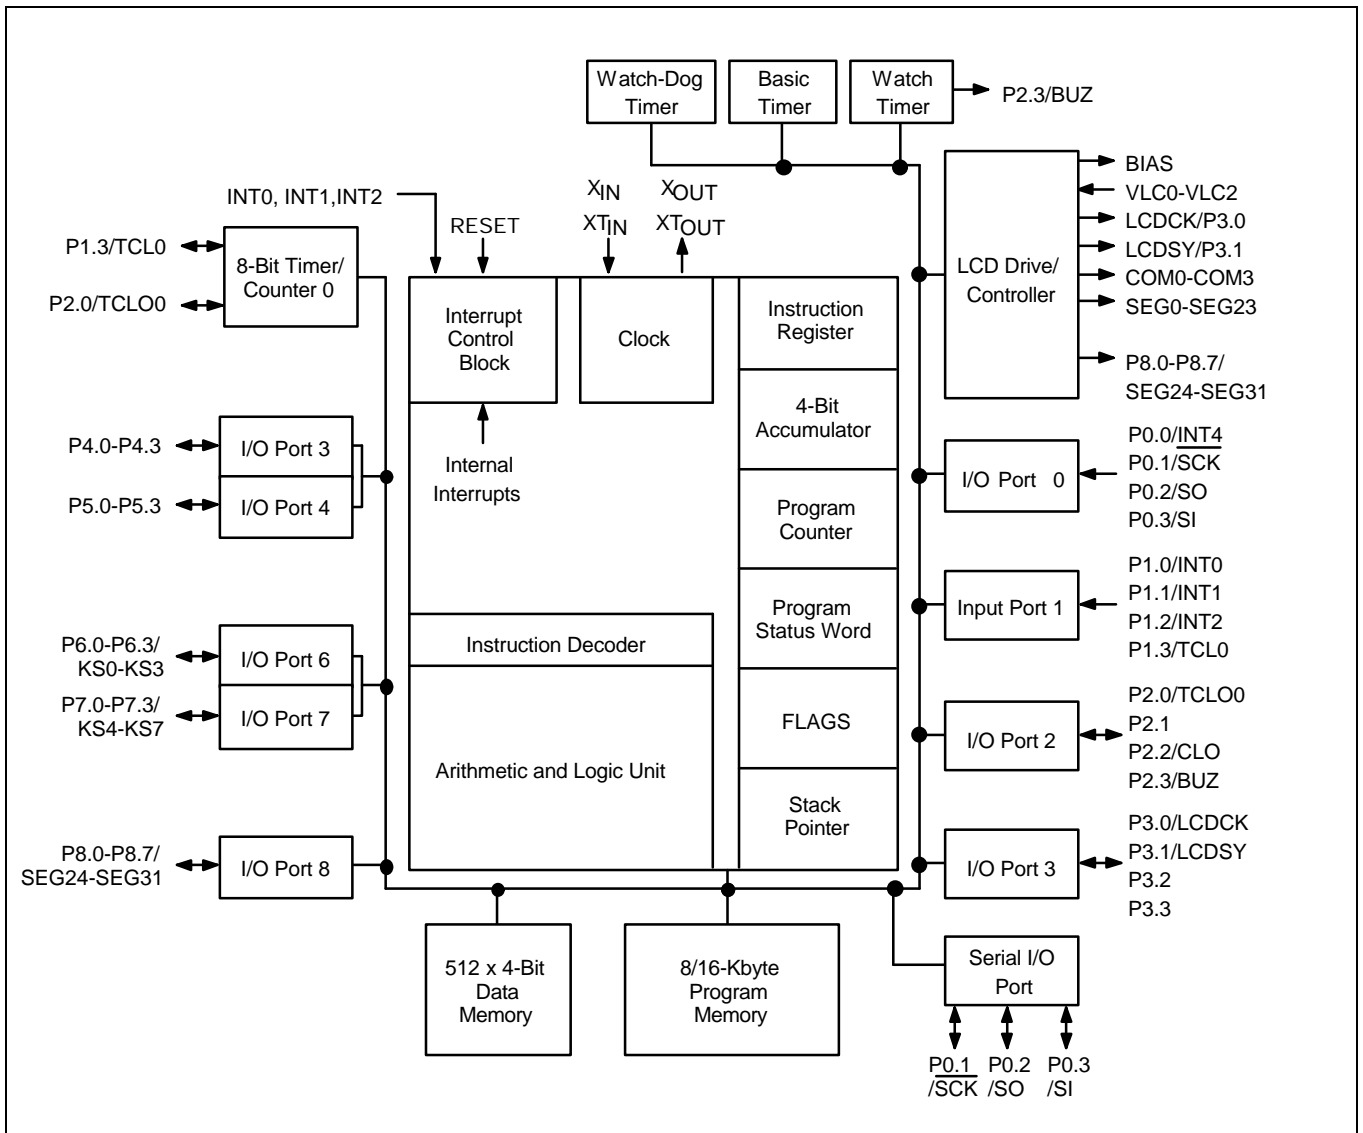 Watch-Dog
Timer
Basic
Timer
Watch
Timer
P2.3/BUZ
INT0, INT1,INT2
RESET
XIN
XTIN
XOUT
XTOUT
P1.3/TCL0
P2.0/TCLO0
8-Bit Timer/
Counter 0
Interrupt
Control
Block
Clock
Instruction
Register
LCD Drive/
Controller
BIAS
VLC0-VLC2
LCDCK/P3.0
LCDSY/P3.1
COM0-COM3
SEG0-SEG23
P8.0-P8.7/
SEG24-SEG31
P4.0-P4.3
I/O Port 3
P5.0-P5.3
I/O Port 4
Internal
Interrupts
4-Bit
Accumulator
Program
Counter
I/O Port 0
P0.0/INT4
P0.1/SCK
P0.2/SO
P0.3/SI
Input Port 1
P1.0/INT0
P1.1/INT1
P1.2/INT2
P1.3/TCL0
P6.0-P6.3/
KS0-KS3
I/O Port 6
P7.0-P7.3/
KS4-KS7
I/O Port 7
Instruction Decoder
Program
Status Word
Arithmetic and Logic Unit
FLAGS
I/O Port 2
P2.0/TCLO0
P2.1
P2.2/CLO
P2.3/BUZ
Stack
Pointer
P8.0-P8.7/
SEG24-SEG31
I/O Port 8
I/O Port 3
P3.0/LCDCK
P3.1/LCDSY
P3.2
P3.3
512 x 4-Bit
Data
Memory
8/16-Kbyte
Program
Memory
Serial I/O
Port
P0.1
/SCK
P0.2
/SO
P0.3
/SI